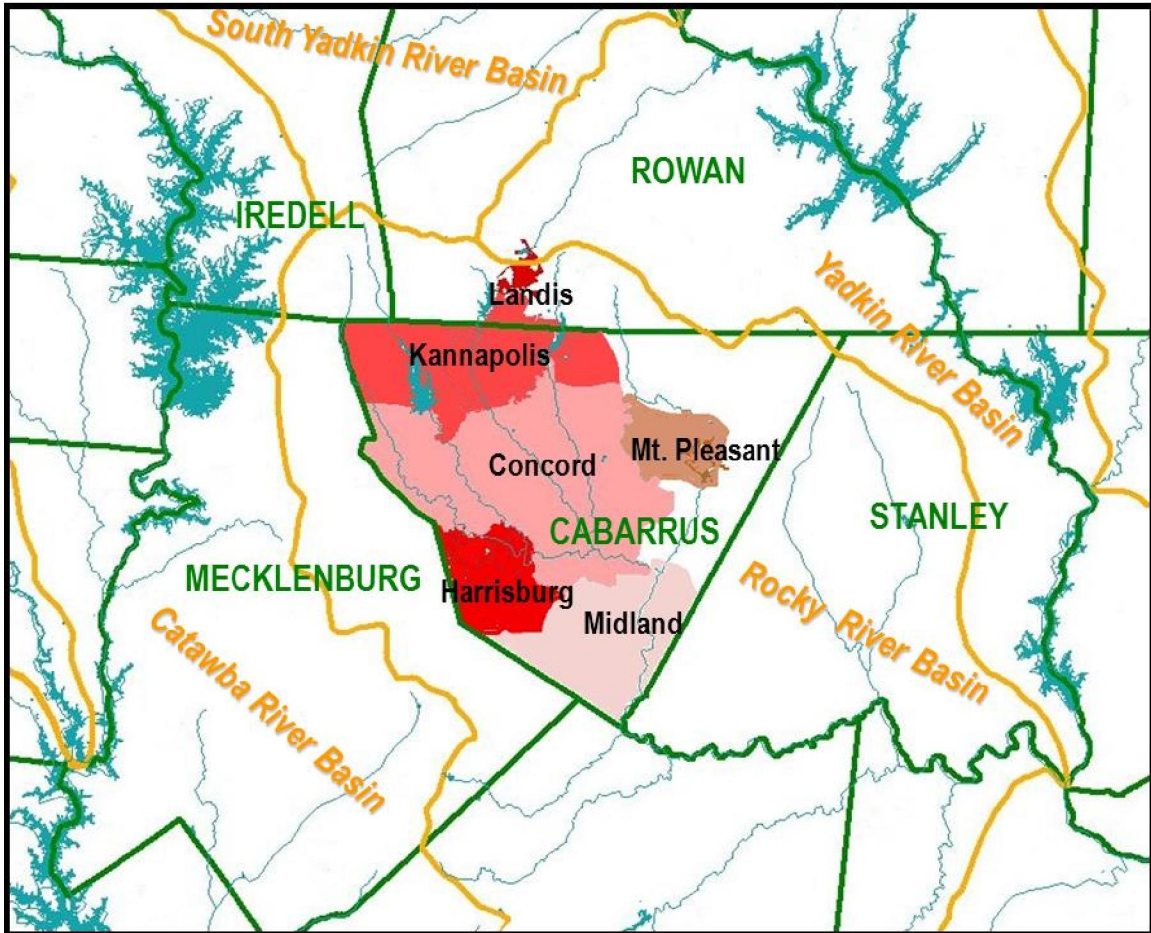 South Yadkin River Basin
ROWAN
IREDELL
Yadkin River Basin
Landis
Kannapolis
Mt. Pleasant
Concord
STANLEY
CABARRUS
MECKLENBURG
Harrisburg
Rocky River Basin
Midland
Catawba River Basin